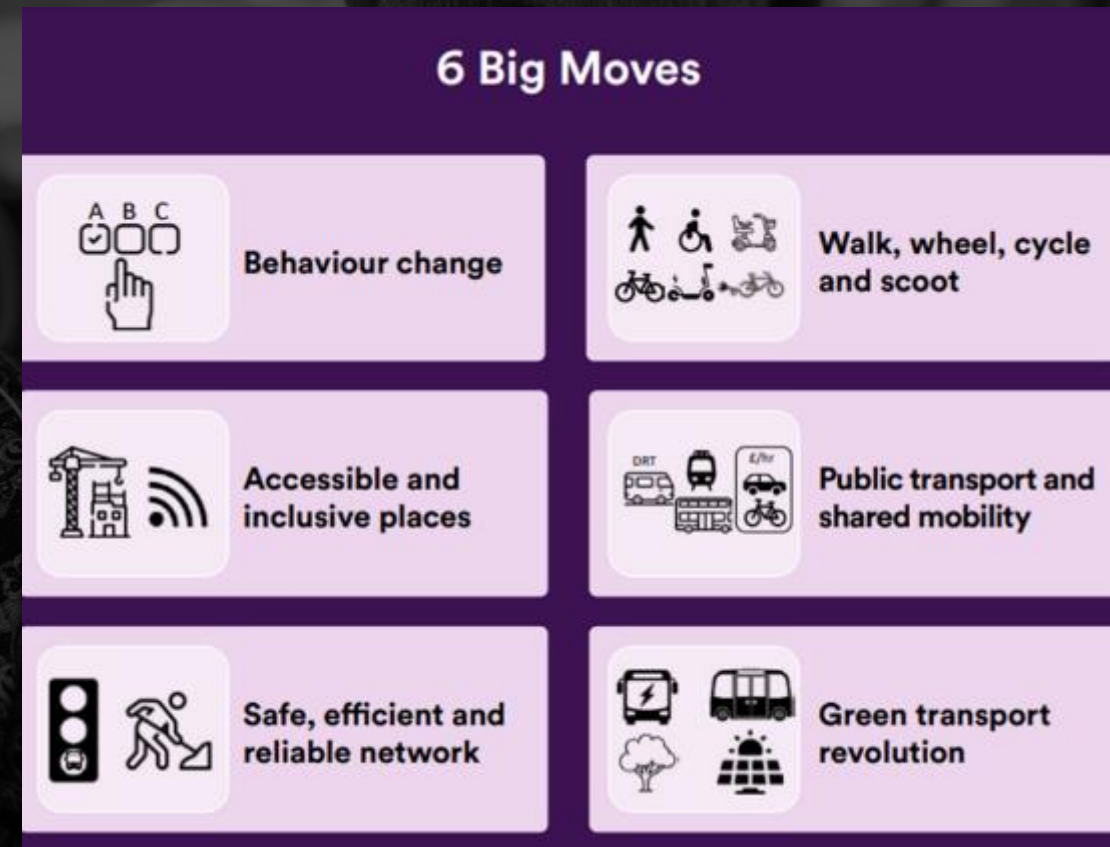 6 Big Moves
A B C
Behaviour change
Walk, wheel, cycle
and scoot
Accessible and
inclusive places
DRT
£/hr
Public transport and
shared mobility
Safe, efficient and
reliable network
Green transport
revolution